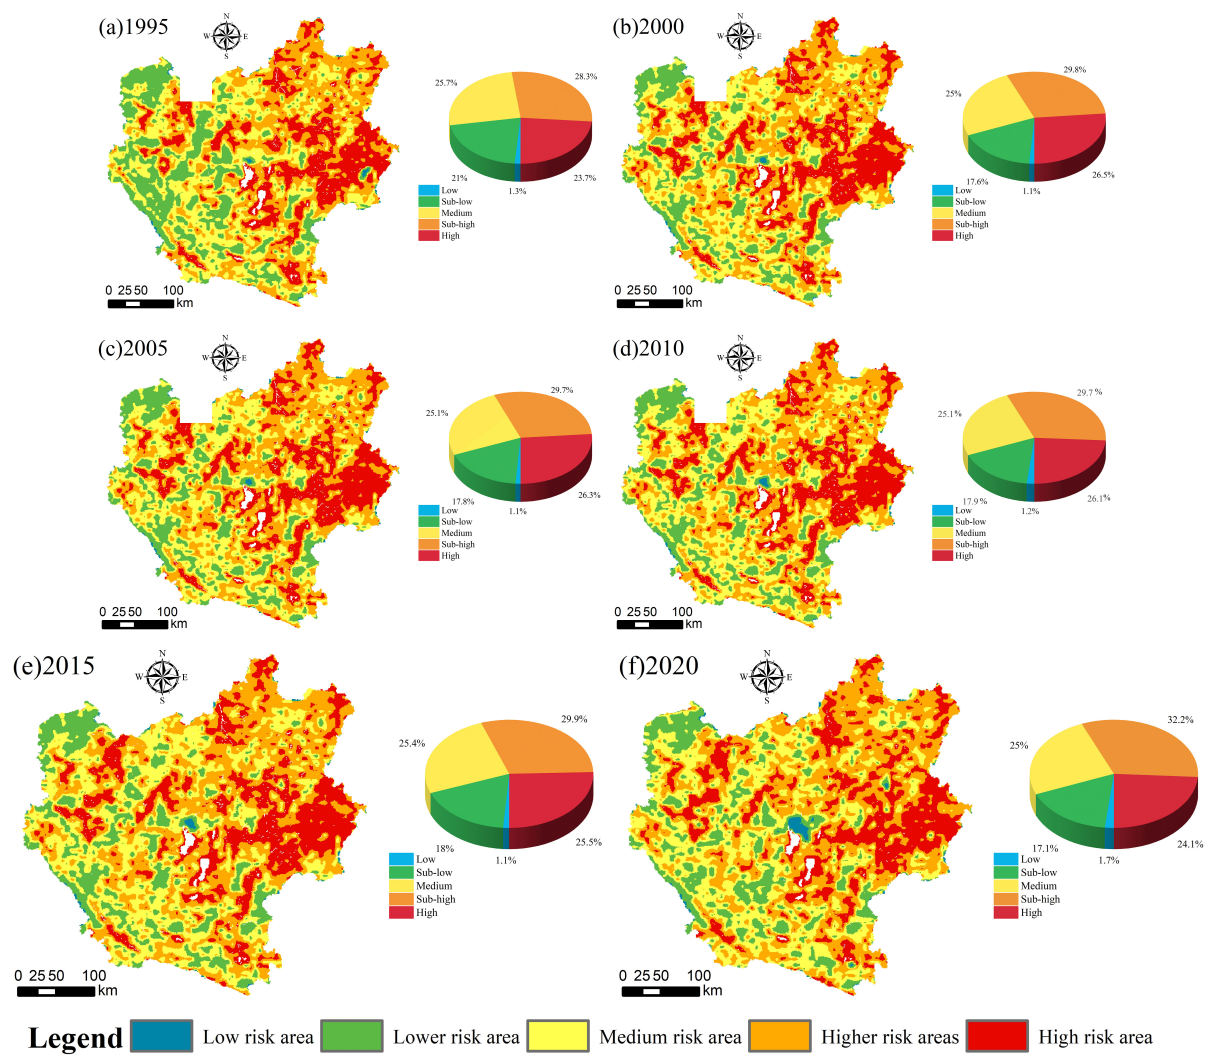 (a)1995
N
W E
S
25.7%
28.3%
21%
1.3%
23.7%
Low
Sub-low
Medium
Sub-high
High
0 25 50 100
km
(b)2000
N
W E
S
25%
29.8%
17.6%
1.1%
26.5%
Low
Sub-low
Medium
Sub-high
High
0 25 50 100
km
(c)2005
N
W E
S
25.1%
29.7%
17.8%
1.1%
26.3%
Low
Sub-low
Medium
Sub-high
High
0 25 50 100
km
(d)2010
N
W E
S
25.1%
29.7 %
17.9%
1.2%
26.1%
Low
Sub-low
Medium
Sub-high
High
0 25 50 100
km
(e)2015
N
W E
S
25.4%
29.9%
18%
1.1%
25.5%
Low
Sub-low
Medium
Sub-high
High
0 25 50 100
km
(f)2020
N
W E
S
25%
32.2%
17.1%
1.7%
24.1%
Low
Sub-low
Medium
Sub-high
High
0 25 50 100
km
Legend Low risk area Lower risk area Medium risk area Higher risk areas High risk area